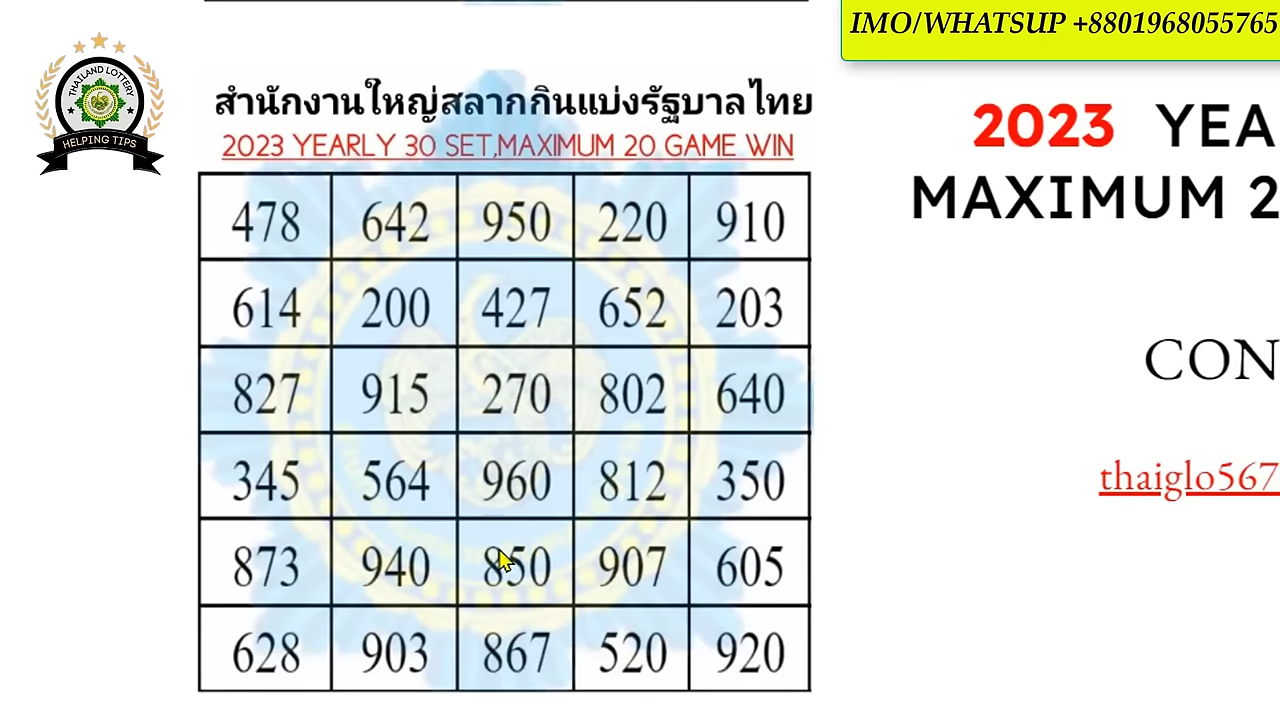 IMO/WHATSUP +8801968055765
THAILAND LOTTERY
HELPING TIPS
สำนักงานใหญ่สลากกินแบ่งรัฐบาลไทย
2023 YEARLY 30 SET,MAXIMUM 20 GAME WIN
478 642 950 220 910
614 200 427 652 203
827 915 270 802 640
345 564 960 812 350
873 940 850 907 605
628 903 867 520 920
2023 YEA
MAXIMUM 2
CON
thaiglo567